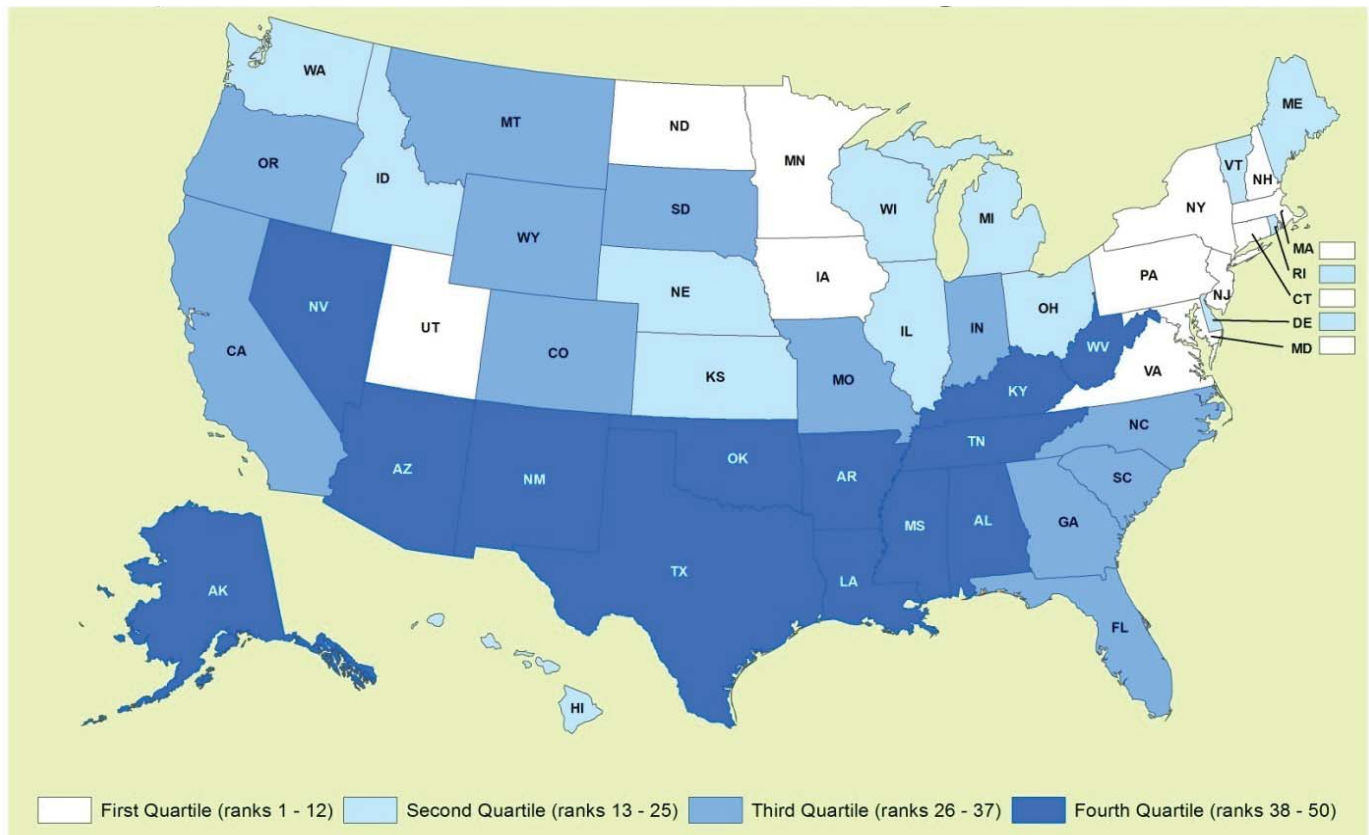 WA
MT
ND
MN
ME
OR
ID
SD
WI
MI
VT
NH
NY
WY
MA
RI
IA
NE
PA
CT
NJ
NV
UT
IL
IN
OH
DE
CA
CO
MD
WV
KS
MO
VA
KY
NC
TN
OK
AZ
NM
AR
SC
MS
AL
GA
TX
LA
AK
FL
HI
First Quartile (ranks 1 - 12) Second Quartile (ranks 13 - 25) Third Quartile (ranks 26 - 37) Fourth Quartile (ranks 38 - 50)